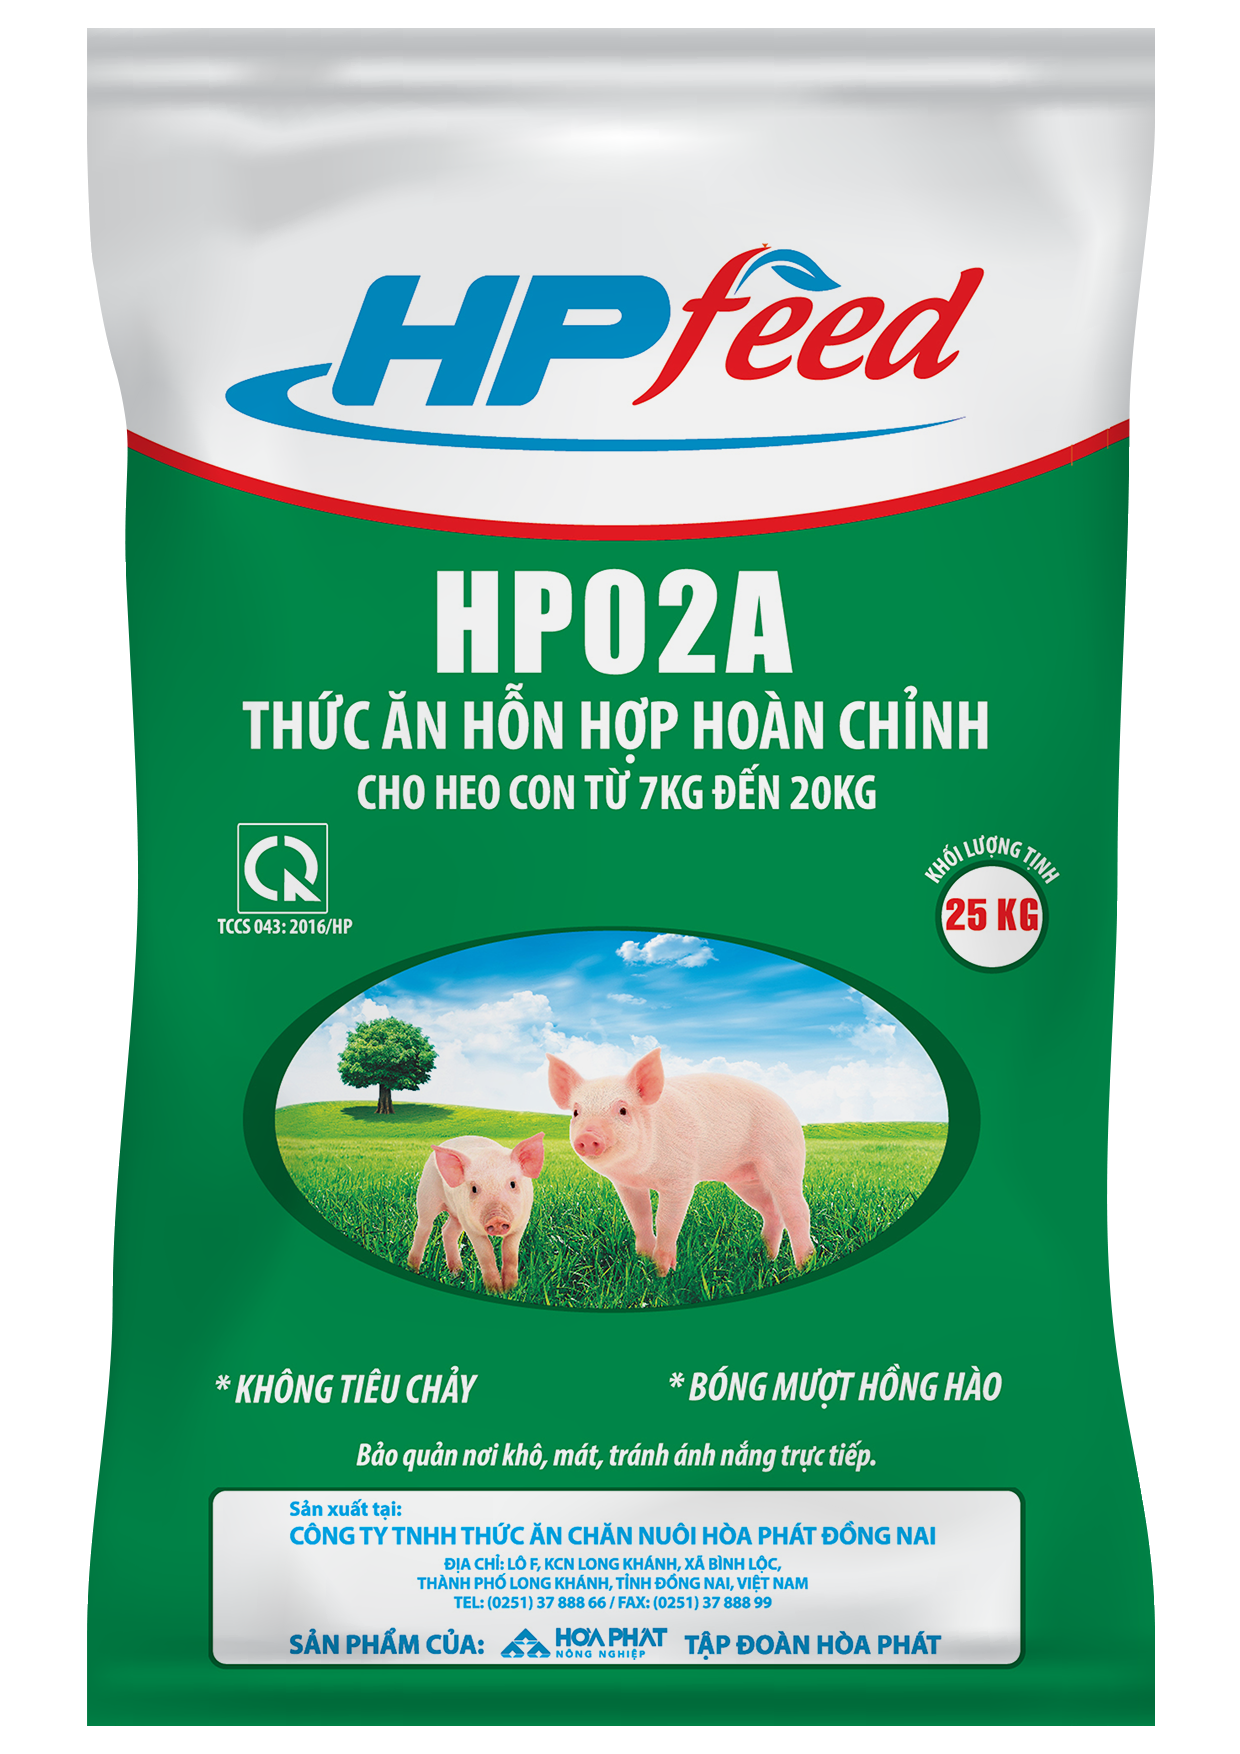 HPfeed
HP02A
THỨC ĂN HỖN HỢP HOÀN CHỈNH
CHO HEO CON TỪ 7KG ĐẾN 20KG
TCCS 043: 2016/HP
KHỐI LƯỢNG TỊNH
25 KG
* KHÔNG TIÊU CHẢY
* BÓNG MƯỢT HỒNG HÀO
Bảo quản nơi khô, mát, tránh ánh nắng trực tiếp.
Sản xuất tại:
CÔNG TY TNHH THỨC ĂN CHĂN NUÔI HÒA PHÁT ĐỒNG NAI
ĐỊA CHỈ: LÔ F, KCN LONG KHÁNH, XÃ BÌNH LỘC,
THÀNH PHỐ LONG KHÁNH, TỈNH ĐỒNG NAI, VIỆT NAM
TEL: (0251) 37 888 66 / FAX: (0251) 37 888 99
SẢN PHẨM CỦA: HOA PHAT TẬP ĐOÀN HÒA PHÁT
NÔNG NGHIỆP